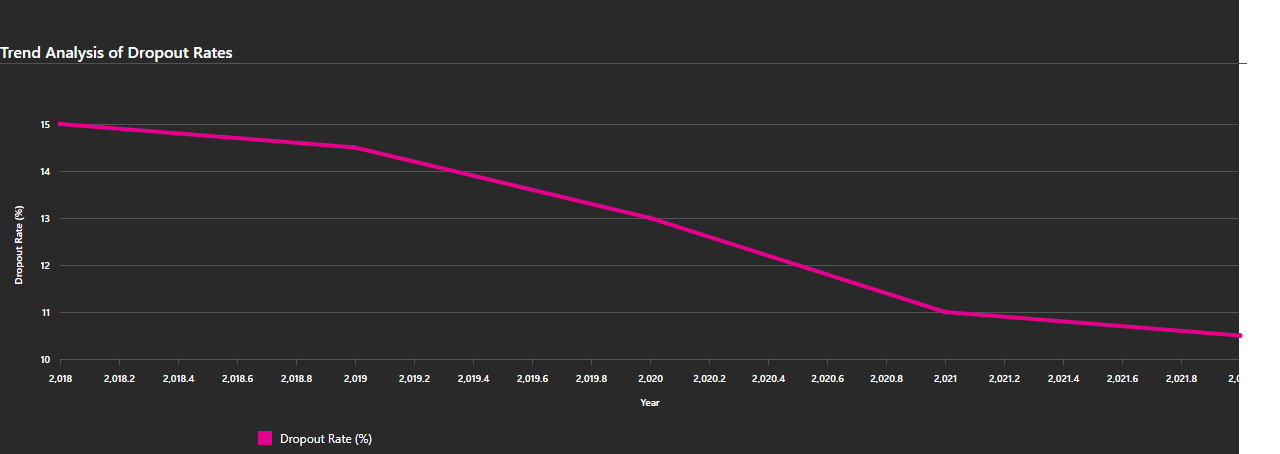 Trend Analysis of Dropout Rates
15
14
13
12
11
10
Dropout Rate (%)
2,018 2,018.2 2,018.4 2,018.6 2,018.8 2,019 2,019.2 2,019.4 2,019.6 2,019.8 2,020 2,020.2 2,020.4 2,020.6 2,020.8 2,021 2,021.2 2,021.4 2,021.6 2,021.8
Year
Dropout Rate (%)